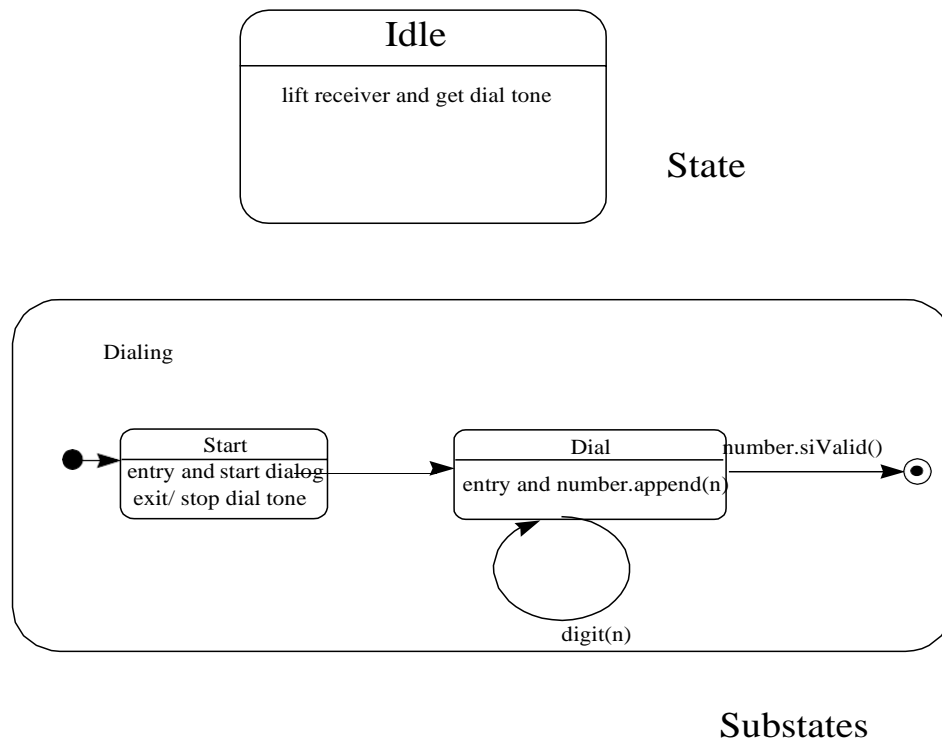 Idle
lift receiver and get dial tone
State
Dialing
Start
entry and start dialog
exit/ stop dial tone
Dial
entry and number.append(n)
number.siValid()
digit(n)
Substates